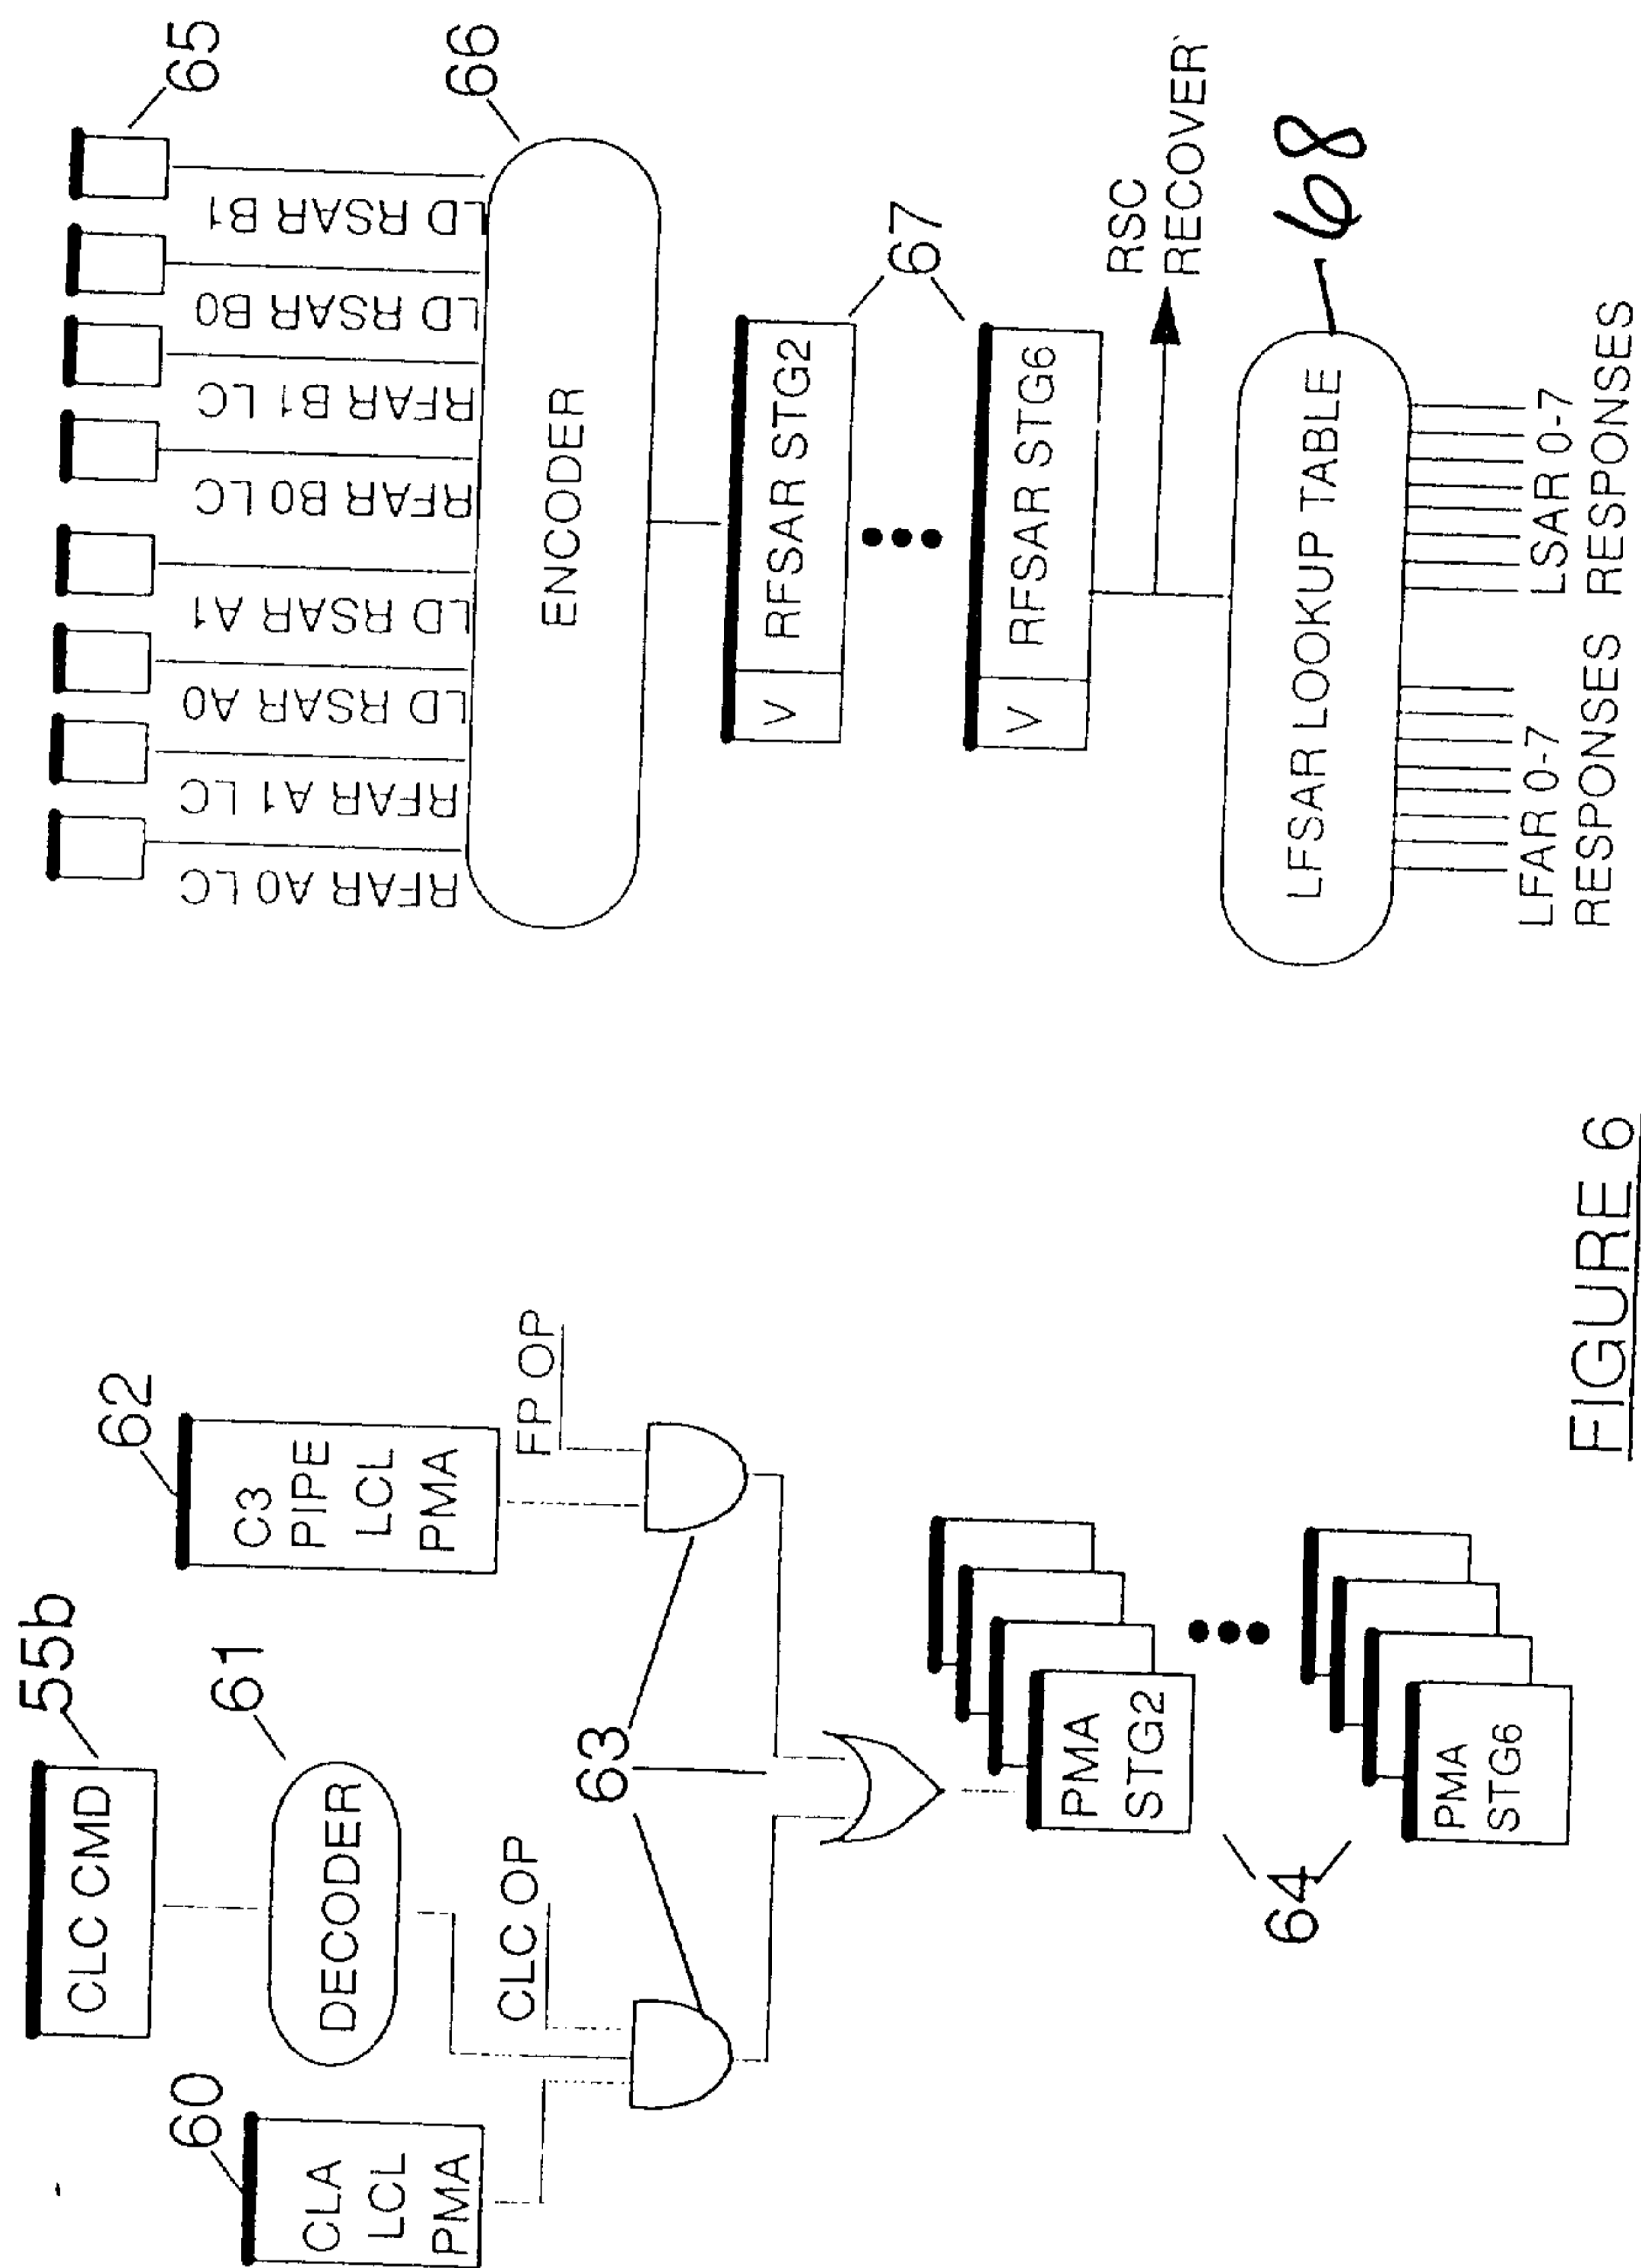 55b
CLC CMD
60
61
62
CLA
LCL
PMA
DECODER
C3
PIPE
LCL
PMA
CLC OP
FP OP
63
PMA
STG2
64
PMA
STG6
65
RFAR A0 LC
RFAR A1 LC
LD RSAR A0
LD RSAR A1
RFAR B0 LC
RFAR B1 LC
LD RSAR B0
LD RSAR B1
66
ENCODER
V
RFSAR STG2
67
V
RFSAR STG6
RSC
RECOVER
68
LFSAR LOOKUP TABLE
LFAR 0-7
RESPONSES
LSAR 0-7
RESPONSES
FIGURE 6